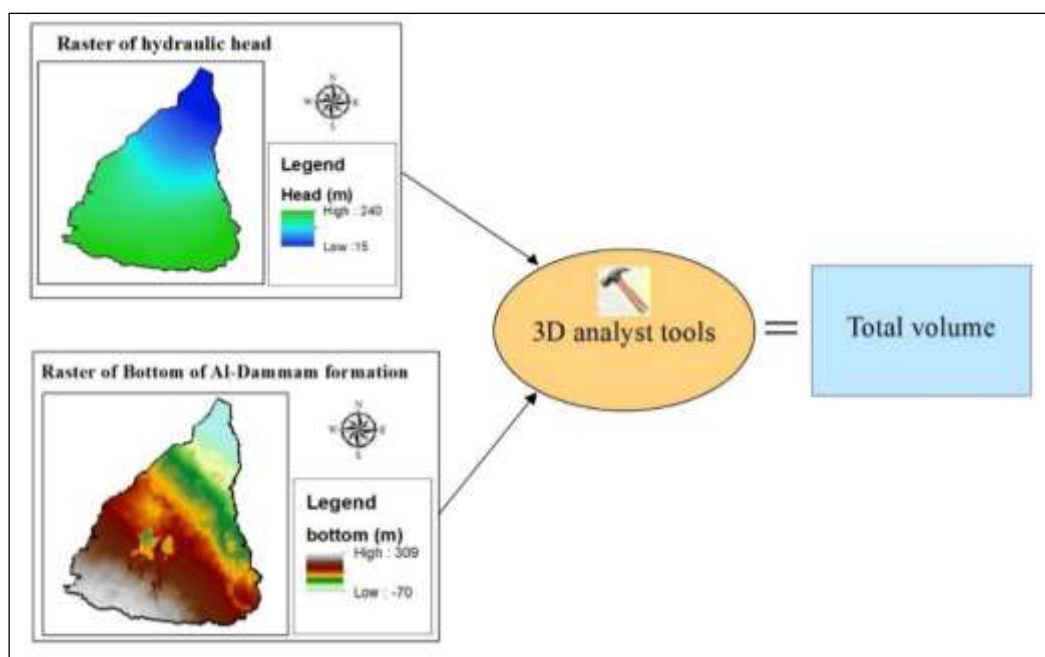 Raster of hydraulic head
N
W E
S
Legend
Head (m)
High : 240
Low :15
3D analyst tools
=
Total volume
Raster of Bottom of Al-Dammam formation
N
W E
S
Legend
bottom (m)
High : 309
Low : -70